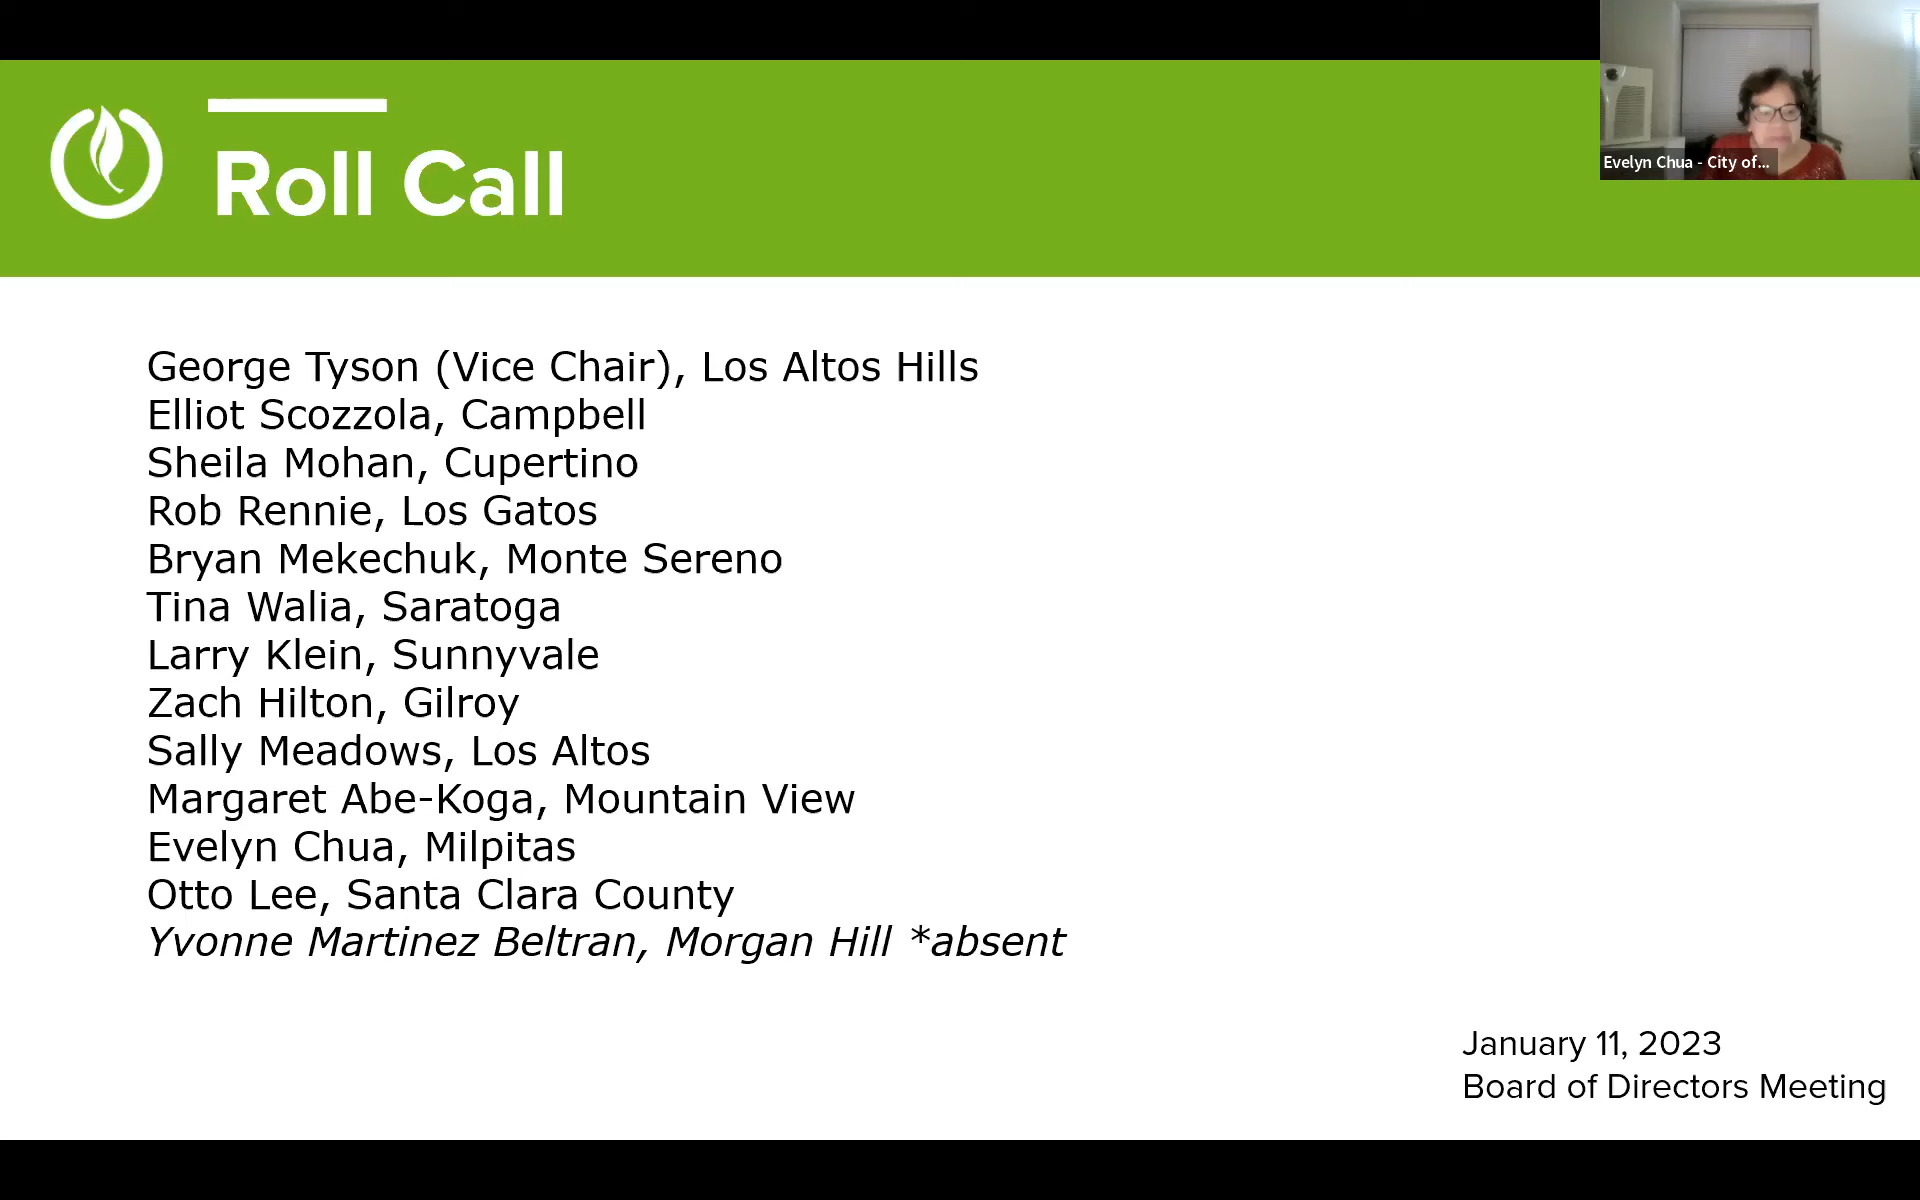 Roll Call
Evelyn Chua - City of...
George Tyson (Vice Chair), Los Altos Hills
Elliot Scozzola, Campbell
Sheila Mohan, Cupertino
Rob Rennie, Los Gatos
Bryan Mekechuk, Monte Sereno
Tina Walia, Saratoga
Larry Klein, Sunnyvale
Zach Hilton, Gilroy
Sally Meadows, Los Altos
Margaret Abe-Koga, Mountain View
Evelyn Chua, Milpitas
Otto Lee, Santa Clara County
Yvonne Martinez Beltran, Morgan Hill *absent
January 11, 2023
Board of Directors Meeting